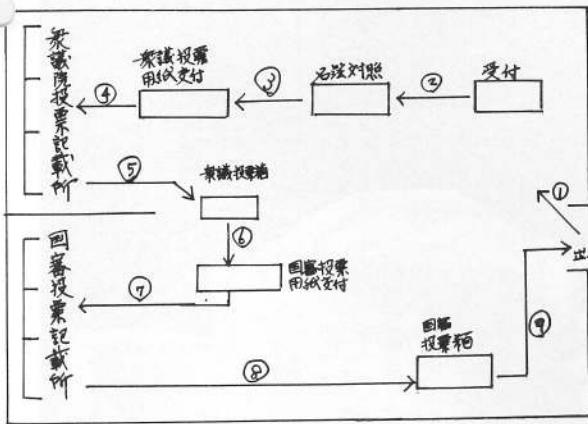 衆議院投票記載所
④
衆議投票
用紙交付
③
名簿対照
②
受付
⑤
衆議投票箱
①
⑥
国審投票記載所
⑦
国審投票
用紙交付
国審
投票箱
⑧
⑨